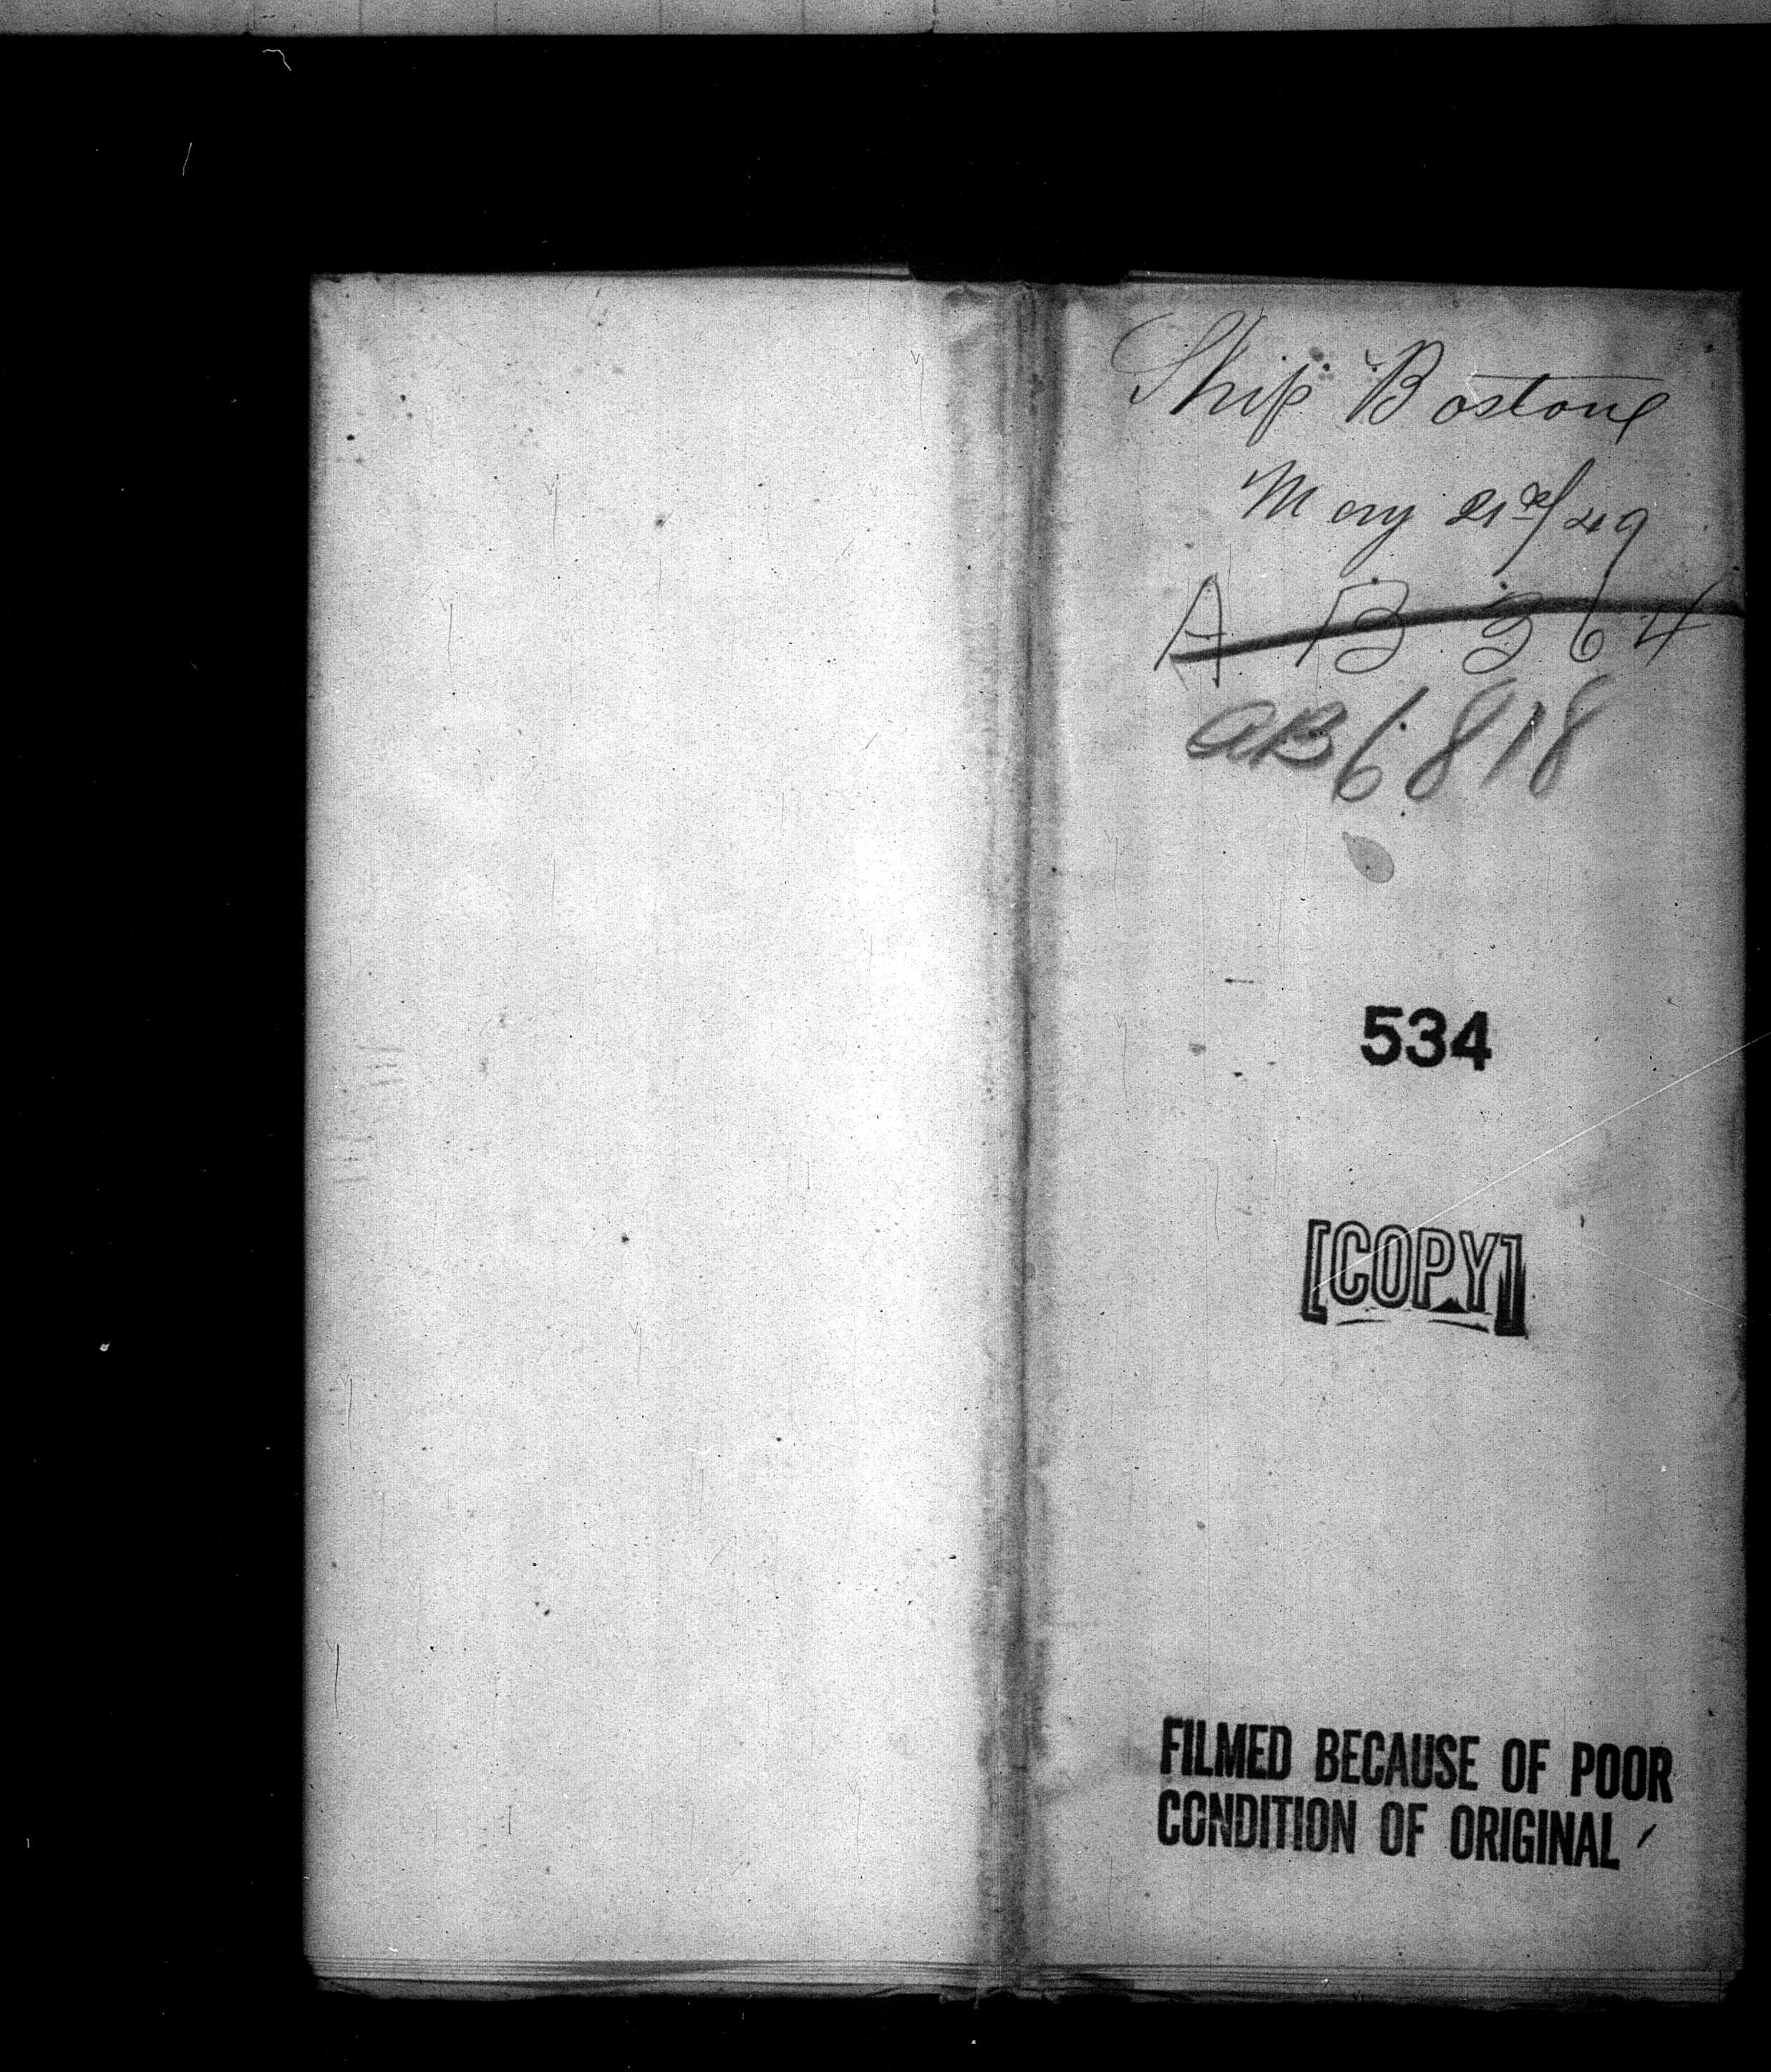 Ship Boston
May 21st/49
A B 364
AB 6818
534
[COPY]
FILMED BECAUSE OF POOR
CONDITION OF ORIGINAL